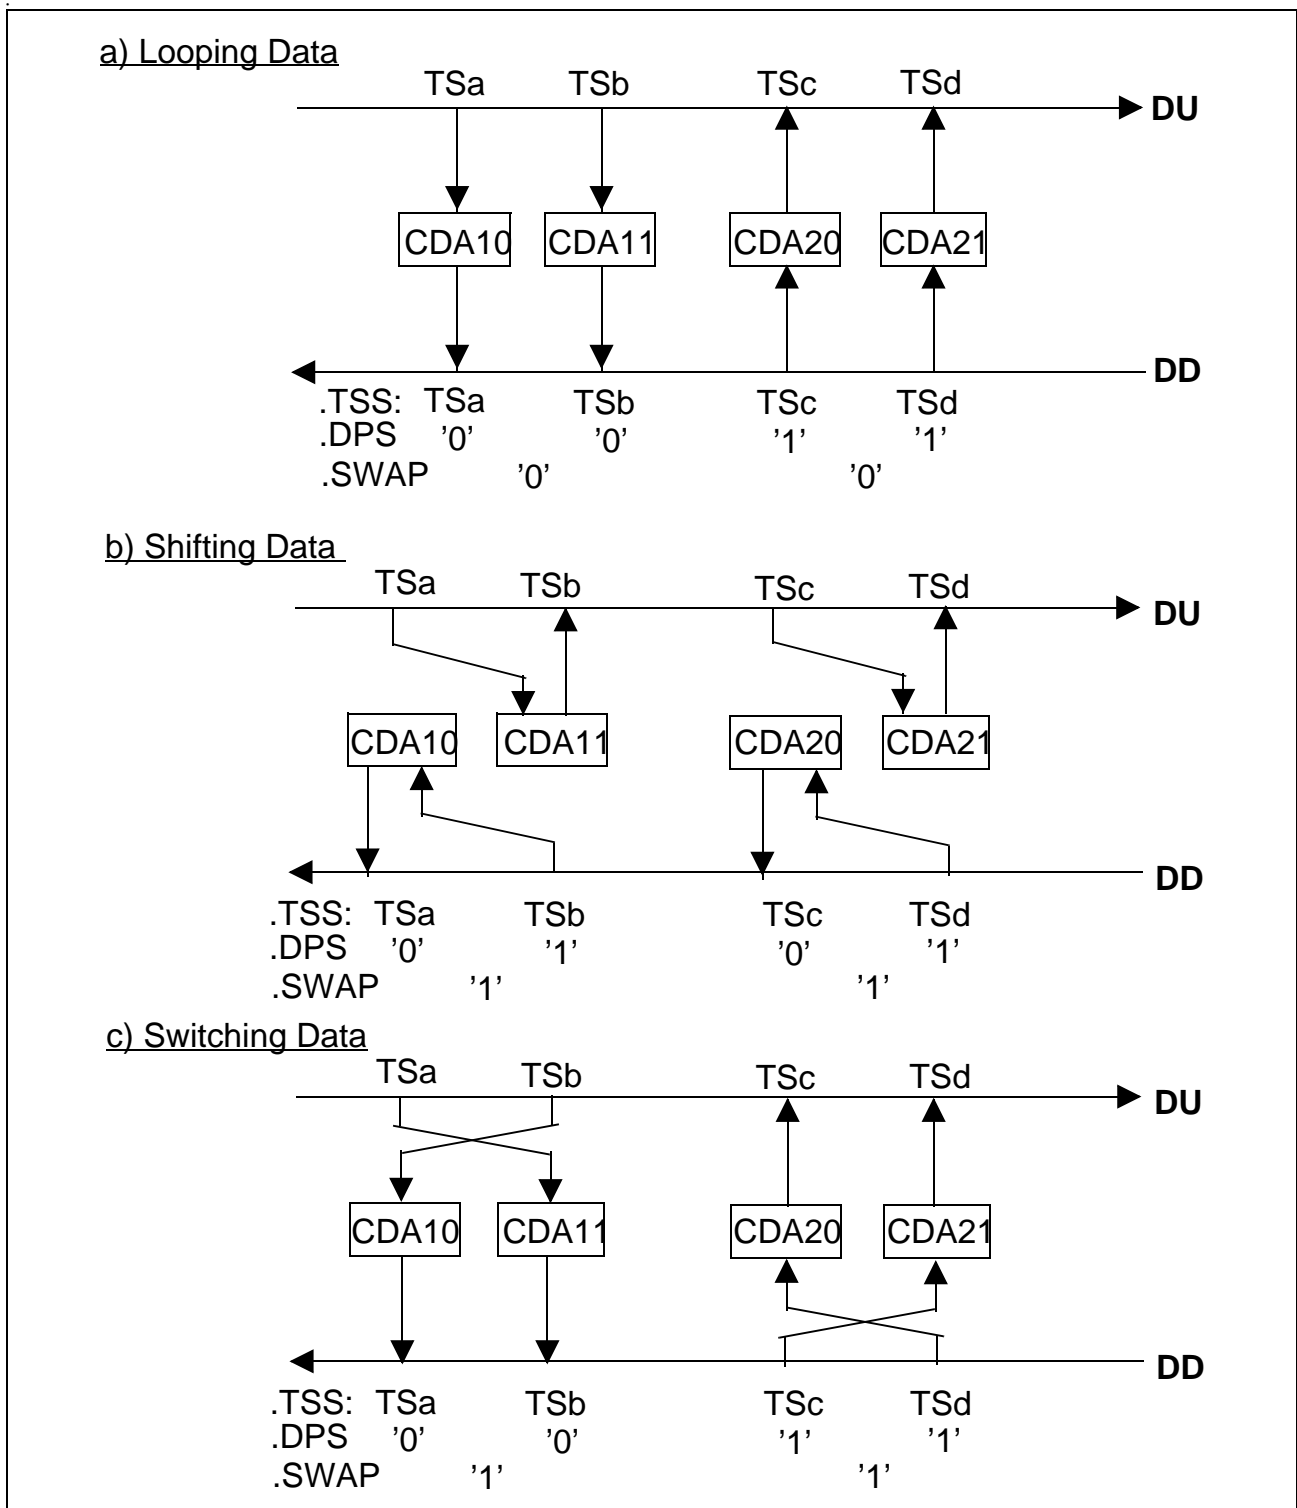 a) Looping Data
TSa TSb TSc TSd
DU
CDA10 CDA11 CDA20 CDA21
DD
.TSS: TSa TSb TSc TSd
.DPS ’0’ ’0’ ’1’ ’1’
.SWAP ’0’ ’0’
b) Shifting Data
TSa TSb TSc TSd
DU
CDA10 CDA11 CDA20 CDA21
DD
.TSS: TSa TSb TSc TSd
.DPS ’0’ ’1’ ’0’ ’1’
.SWAP ’1’ ’1’
c) Switching Data
TSa TSb TSc TSd
DU
CDA10 CDA11 CDA20 CDA21
DD
.TSS: TSa TSb TSc TSd
.DPS ’0’ ’0’ ’1’ ’1’
.SWAP ’1’ ’1’